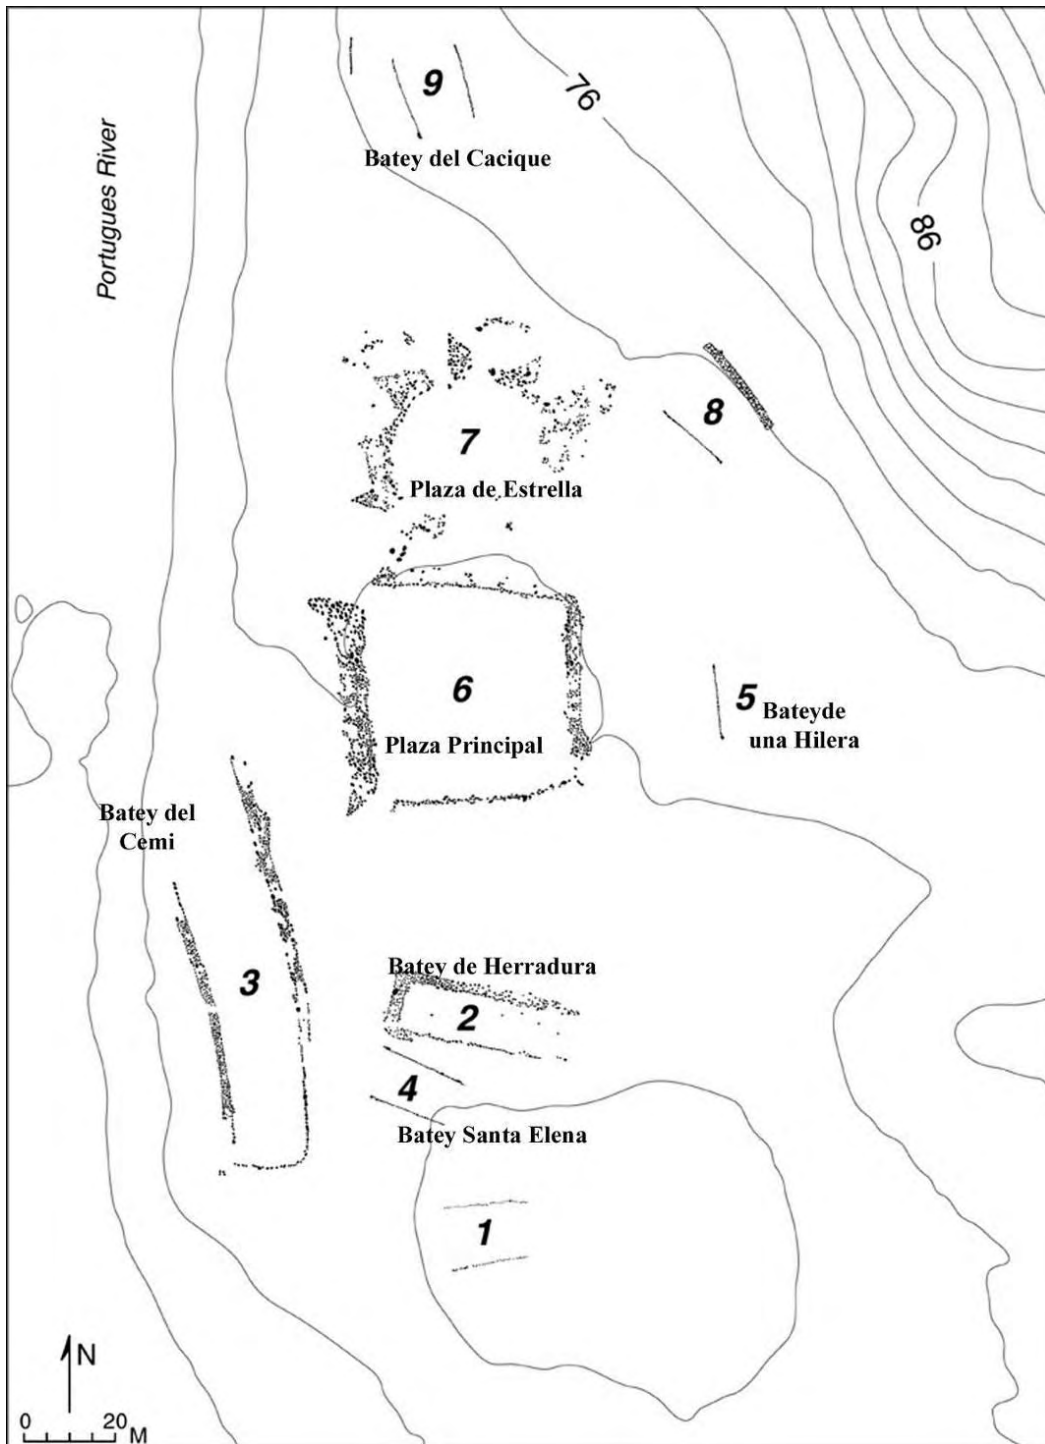 9
Batey del Cacique
76
Portugues River
86
8
7
Plaza de Estrella
6
Plaza Principal
5
Bateyde
una Hilera
Batey del
Cemi
3
Batey de Herradura
2
4
Batey Santa Elena
1
N
0 20
M